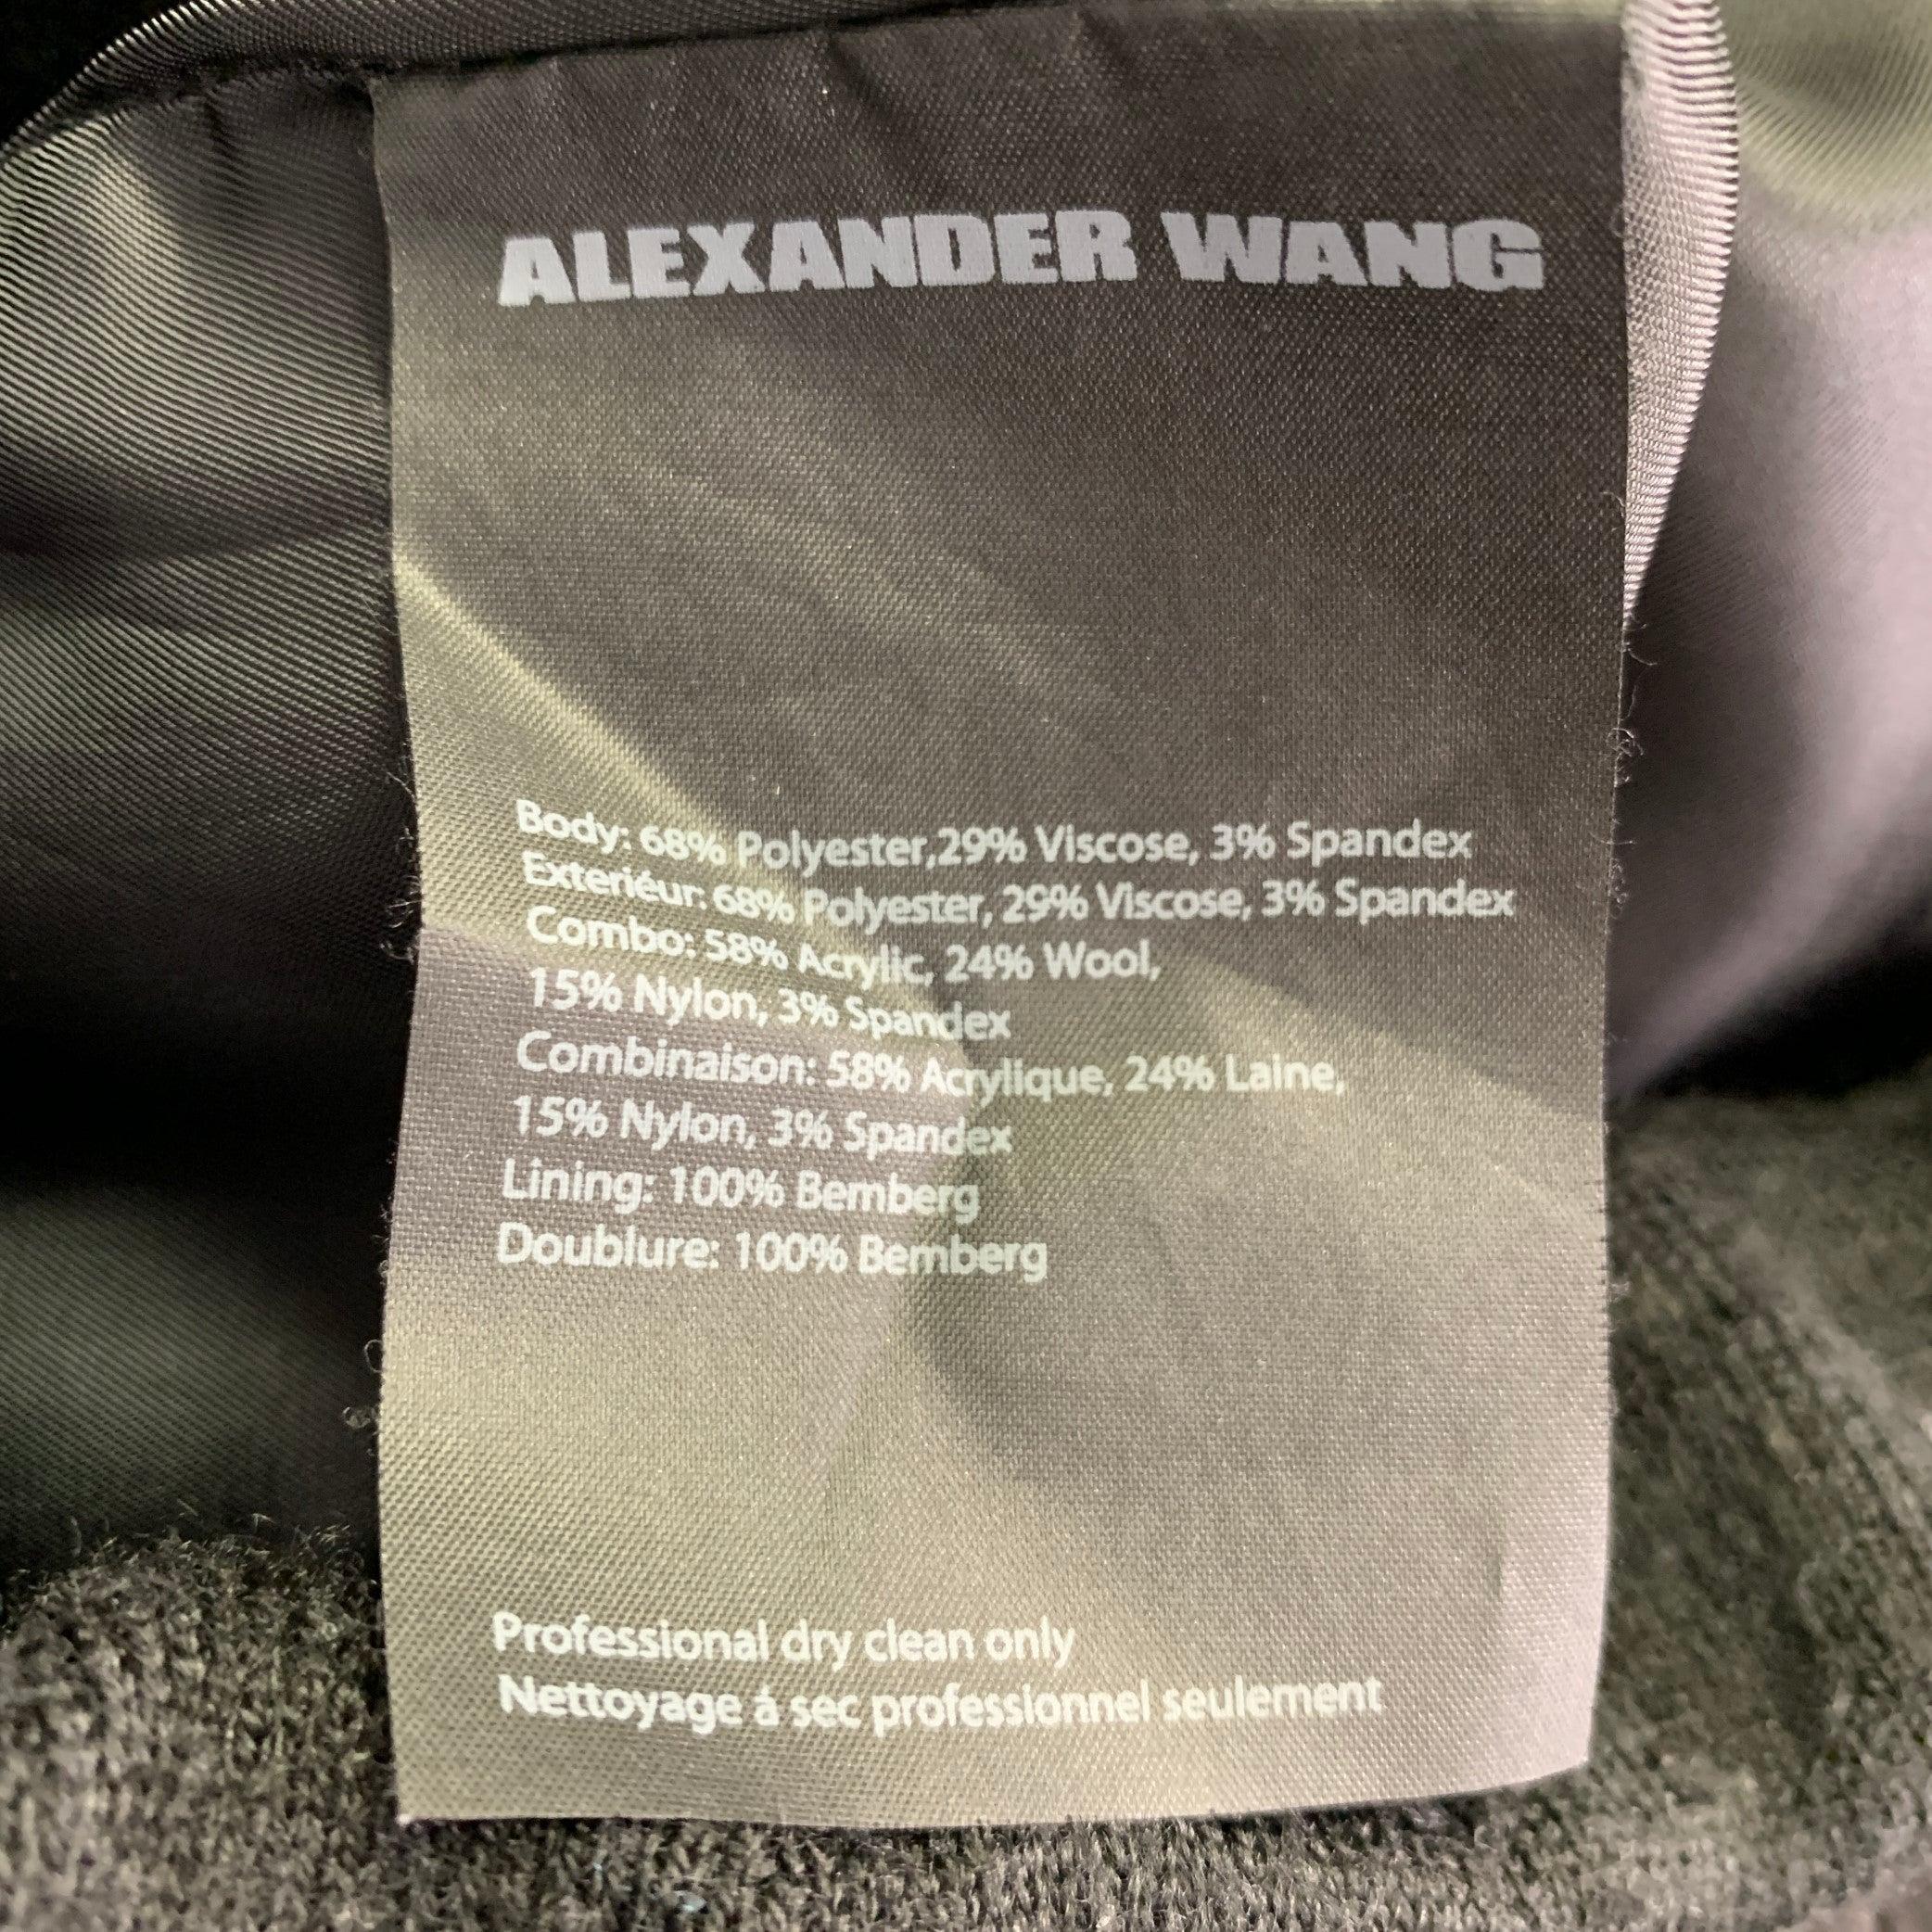 ALEXANDER WANG
Body: 68% Polyester,29% Viscose, 3% Spandex
Exteriéur: 68% Polyester, 29% Viscose, 3% Spandex
Combo: 58% Acrylic, 24% Wool,
15% Nylon, 3% Spandex
Combinaison: 58% Acrylique, 24% Laine,
15% Nylon, 3% Spandex
Lining: 100% Bemberg
Doublure: 100% Bemberg
Professional dry clean only
Nettoyage á sec professionnel seulement